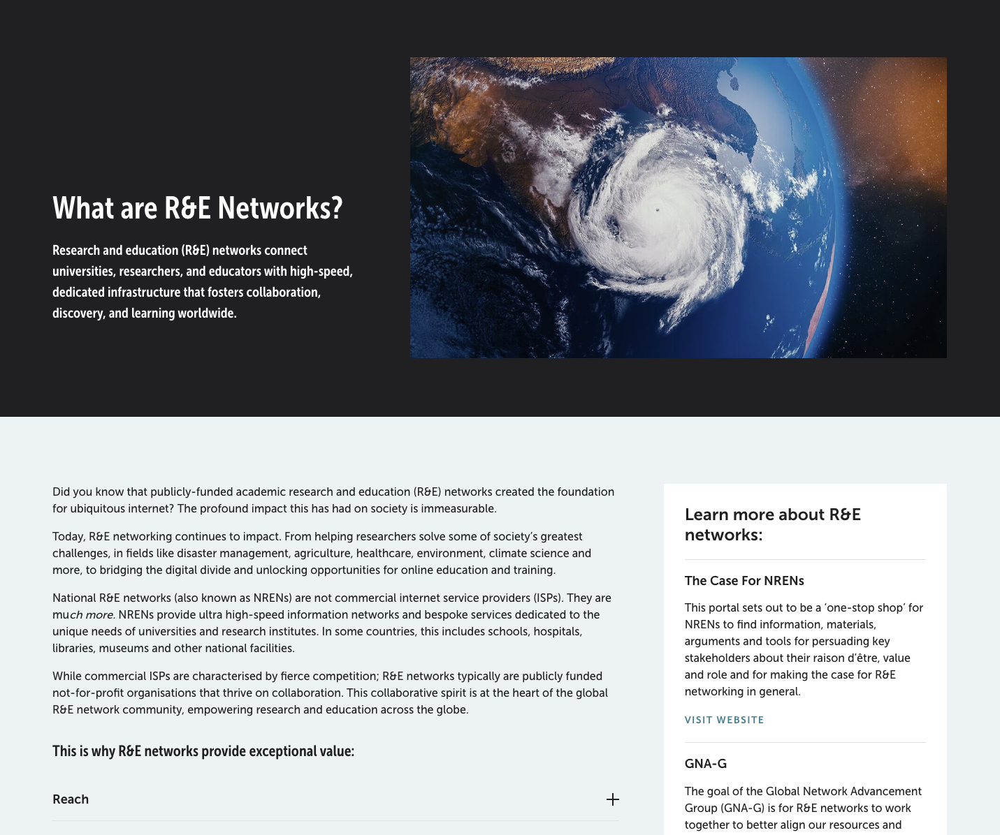 What are R&E Networks?
Research and education (R&E) networks connect
universities, researchers, and educators with high-speed,
dedicated infrastructure that fosters collaboration,
discovery, and learning worldwide.
Did you know that publicly-funded academic research and education (R&E) networks created the foundation
for ubiquitous internet? The profound impact this has had on society is immeasurable.
Today, R&E networking continues to impact. From helping researchers solve some of society’s greatest
challenges, in fields like disaster management, agriculture, healthcare, environment, climate science and
more, to bridging the digital divide and unlocking opportunities for online education and training.
National R&E networks (also known as NRENs) are not commercial internet service providers (ISPs). They are
much more. NRENs provide ultra high-speed information networks and bespoke services dedicated to the
unique needs of universities and research institutes. In some countries, this includes schools, hospitals,
libraries, museums and other national facilities.
While commercial ISPs are characterised by fierce competition; R&E networks typically are publicly funded
not-for-profit organisations that thrive on collaboration. This collaborative spirit is at the heart of the global
R&E network community, empowering research and education across the globe.
This is why R&E networks provide exceptional value:
Reach
Learn more about R&E
networks:
The Case For NRENs
This portal sets out to be a ‘one-stop shop’ for
NRENs to find information, materials,
arguments and tools for persuading key
stakeholders about their raison d’être, value
and role and for making the case for R&E
networking in general.
VISIT WEBSITE
GNA-G
The goal of the Global Network Advancement
Group (GNA-G) is for R&E networks to work
together to better align our resources and